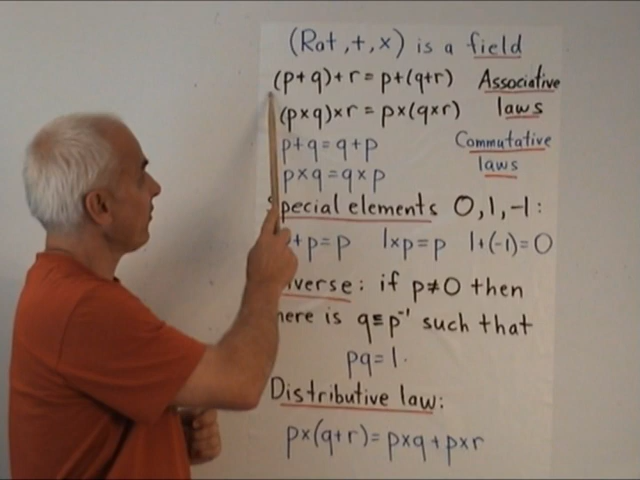 (Rat, +, x) is a field
(p+q)+r = p+(q+r) Associative
(p×q)×r = p×(q×r) laws
p+q = q+p Commutative
p×q = q×p laws
pecial elements 0, 1, -1:
+p = p 1×p = p 1+(-1) = 0
verse: if p≠0 then
here is q≡p⁻¹ such that
pq = 1.
Distributive law:
p×(q+r) = p×q + p×r